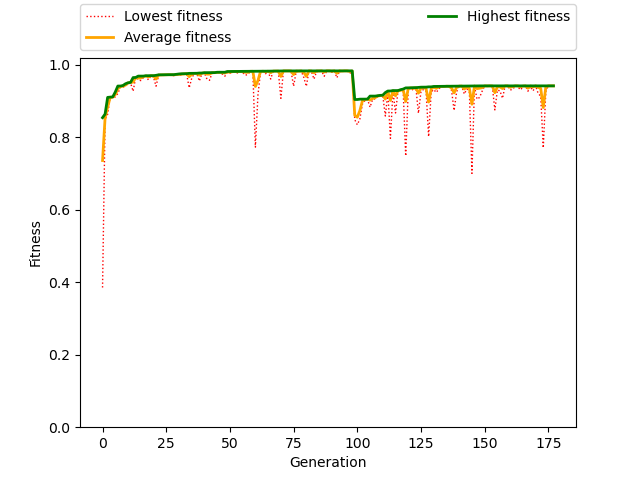 Lowest fitness
Average fitness
Highest fitness
1.0
0.8
0.6
0.4
0.2
0.0
Fitness
0 25 50 75 100 125 150 175
Generation